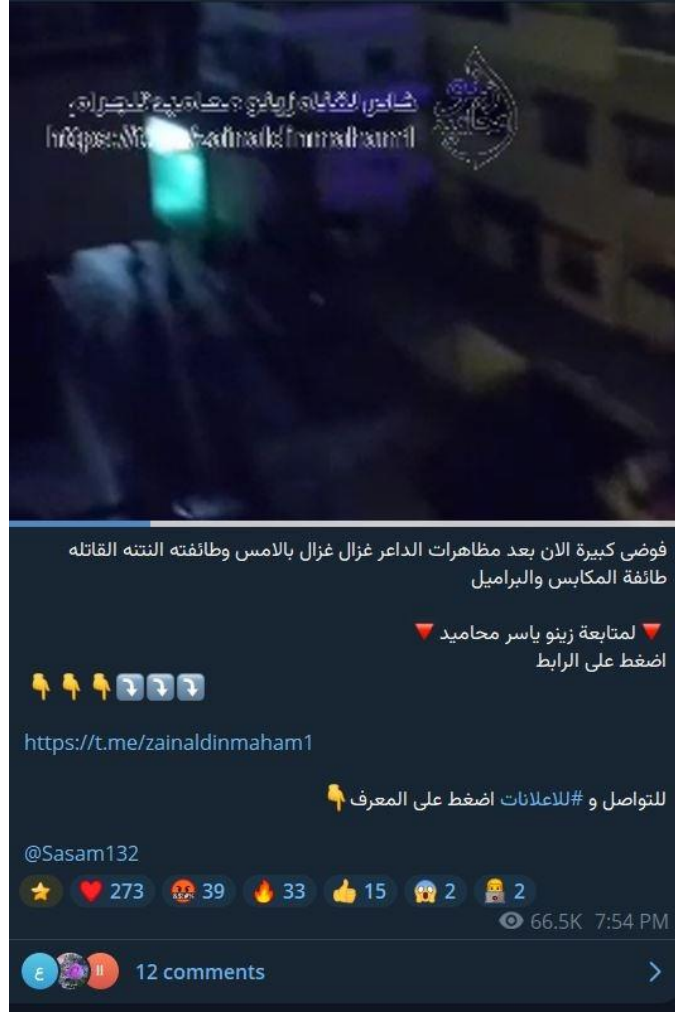 فوضى كبيرة الان بعد مظاهرات الداعر غزال غزال بالامس وطائفته النتنه القاتله
طائفة المكابس والبراميل
🔻 لمتابعة زينو ياسر محاميد 🔻
اضغط على الرابط
👇👇👇⤵️⤵️⤵️
https://t.me/zainaldinmaham1
للتواصل و #للاعلانات اضغط على المعرف👇
@Sasam132
273 39 33 15 2 2
66.5K 7:54 PM
ع II 12 comments